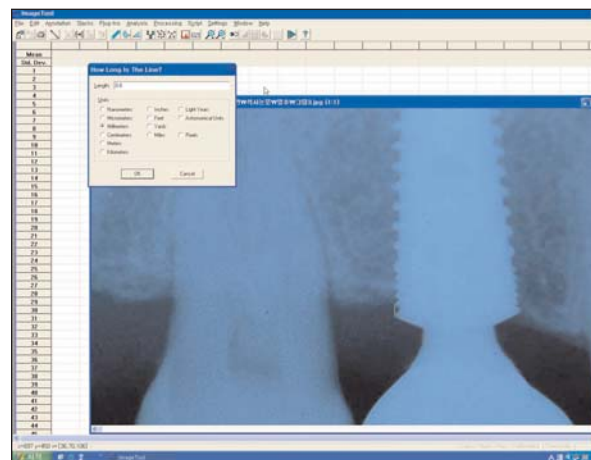 ImageTool
File Edit Annotation Stacks Plug-Ins Analysis Processing Script Settings Window Help
Mean
Std. Dev.
1
2
3
4
5
6
7
8
9
10
11
12
13
14
15
16
17
18
19
20
21
22
23
24
25
26
27
28
29
30
31
32
33
34
35
36
37
38
39
40
41
42
43
44
How Long Is The Line?
Length:
Units
Nanometers Inches Light Years
Micrometers Feet Astronomical Units
Millimeters Yards
Centimeters Miles Pixels
Meters
Kilometers
OK Cancel
.jpg (1:1)
ImageTool